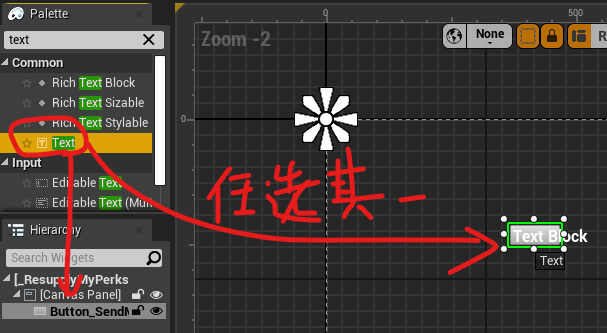 Palette
text
Common
Rich Text Block
Rich Text Sizable
Rich Text Stylable
Text
Input
Editable Text
Editable Text (Mul
Hierarchy
Search Widgets
[_ResupplyMyPerks
[Canvas Panel]
Button_SendM
Zoom -2
0
500
None
R
0
任选其一
Text Block
Text